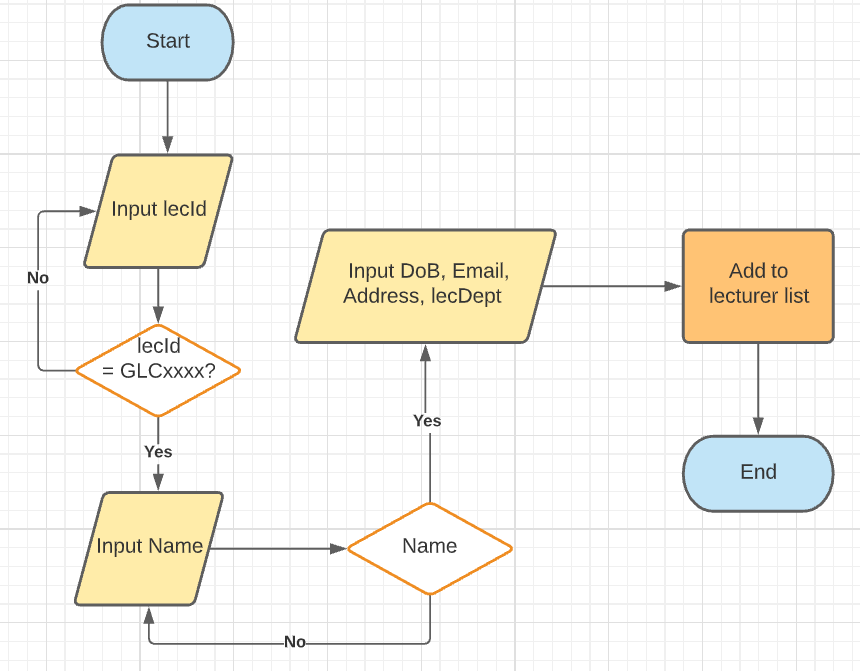 Start
Input lecId
No
lecId
= GLCxxxx?
Yes
Input Name
Name
No
Yes
Input DoB, Email,
Address, lecDept
Add to
lecturer list
End